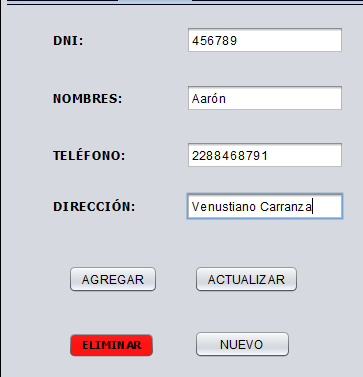 DNI: 456789
NOMBRES: Aarón
TELÉFONO: 2288468791
DIRECCIÓN: Venustiano Carranza
AGREGAR ACTUALIZAR
ELIMINAR NUEVO